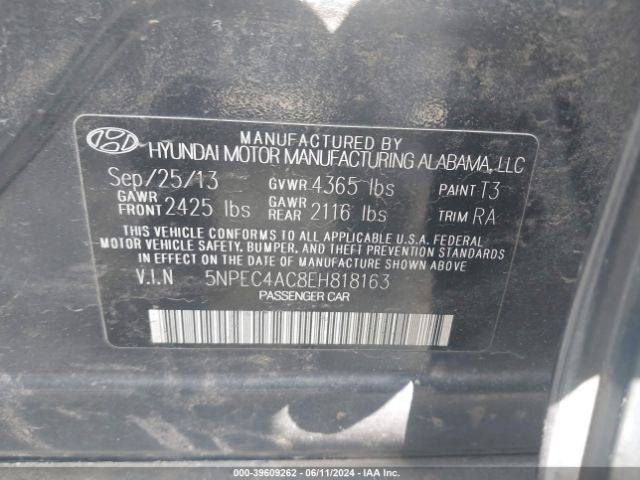 MANUFACTURED BY
HYUNDAI MOTOR MANUFACTURING ALABAMA, LLC
Sep/25/13 GVWR 4365 lbs PAINT T3
GAWR FRONT 2425 lbs GAWR REAR 2116 lbs TRIM RA
THIS VEHICLE CONFORMS TO ALL APPLICABLE U.S.A. FEDERAL
MOTOR VEHICLE SAFETY, BUMPER, AND THEFT PREVENTION STANDARDS
IN EFFECT ON THE DATE OF MANUFACTURE SHOWN ABOVE
V.I.N 5NPEC4AC8EH818163
PASSENGER CAR
000-39609262 - 06/11/2024 - IAA Inc.